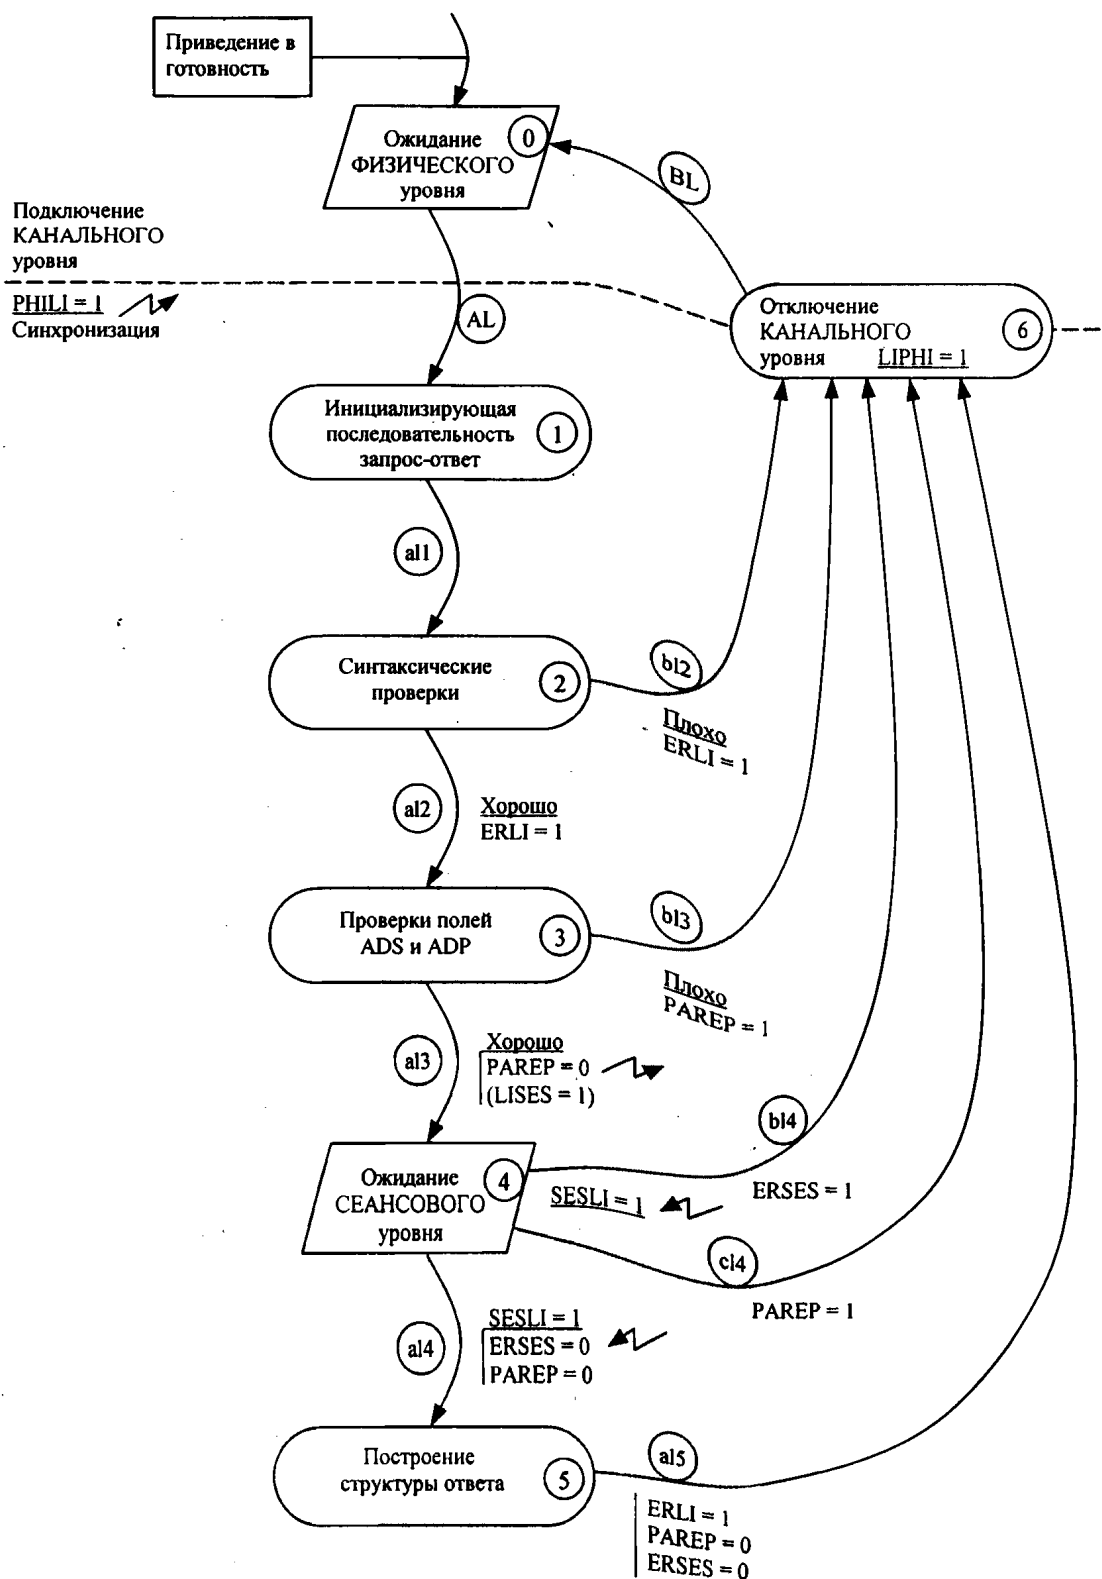 Приведение в
готовность
Ожидание
ФИЗИЧЕСКОГО
уровня
0
BL
Подключение
КАНАЛЬНОГО
уровня
PHILI = 1
Синхронизация
AL
Отключение
КАНАЛЬНОГО
уровня LIPHI = 1
6
Инициализирующая
последовательность
запрос-ответ
1
al1
Синтаксические
проверки
2
bl2
Плохо
ERLI = 1
al2
Хорошо
ERLI = 1
Проверки полей
ADS и ADP
3
bl3
Плохо
PAREP = 1
al3
Хорошо
PAREP = 0
(LISES = 1)
bl4
Ожидание
СЕАНСОВОГО
уровня
4
SESLI = 1
ERSES = 1
cl4
PAREP = 1
al4
SESLI = 1
ERSES = 0
PAREP = 0
Построение
структуры ответа
5
al5
ERLI = 1
PAREP = 0
ERSES = 0